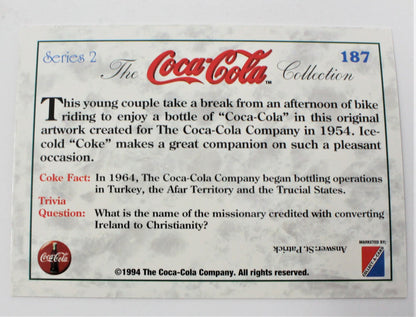 Series 2
The Coca-Cola Collection
187
This young couple take a break from an afternoon of bike
riding to enjoy a bottle of “Coca-Cola” in this original
artwork created for The Coca-Cola Company in 1954. Ice-
cold “Coke” makes a great companion on such a pleasant
occasion.
Coke Fact: In 1964, The Coca-Cola Company began bottling operations
in Turkey, the Afar Territory and the Trucial States.
Trivia
Question: What is the name of the missionary credited with converting
Ireland to Christianity?
Answer: St. Patrick
MARKETED BY:
Coca-Cola
©1994 The Coca-Cola Company. All rights reserved.